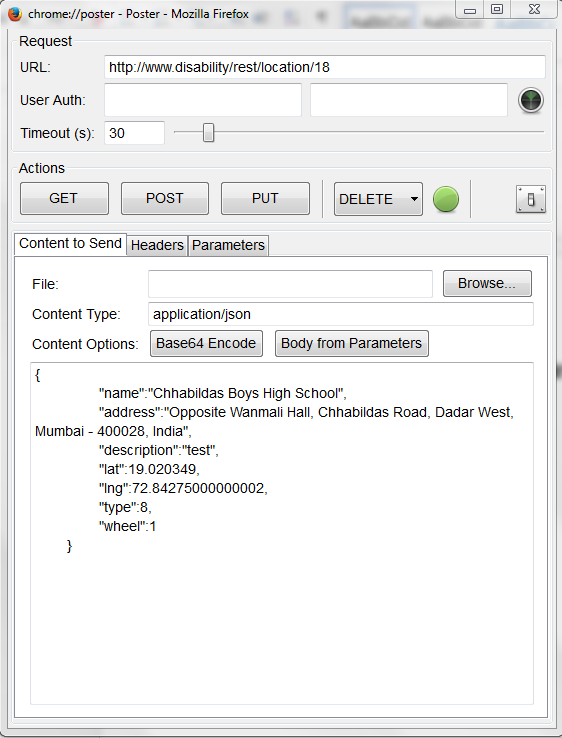 chrome://poster - Poster - Mozilla Firefox
Request
URL: http://www.disability/rest/location/18
User Auth:
Timeout (s): 30
Actions
GET POST PUT DELETE
Content to Send Headers Parameters
File: Browse...
Content Type: application/json
Content Options: Base64 Encode Body from Parameters
{
"name":"Chhabildas Boys High School",
"address":"Opposite Wanmali Hall, Chhabildas Road, Dadar West,
Mumbai - 400028, India",
"description":"test",
"lat":19.020349,
"lng":72.84275000000002,
"type":8,
"wheel":1
}